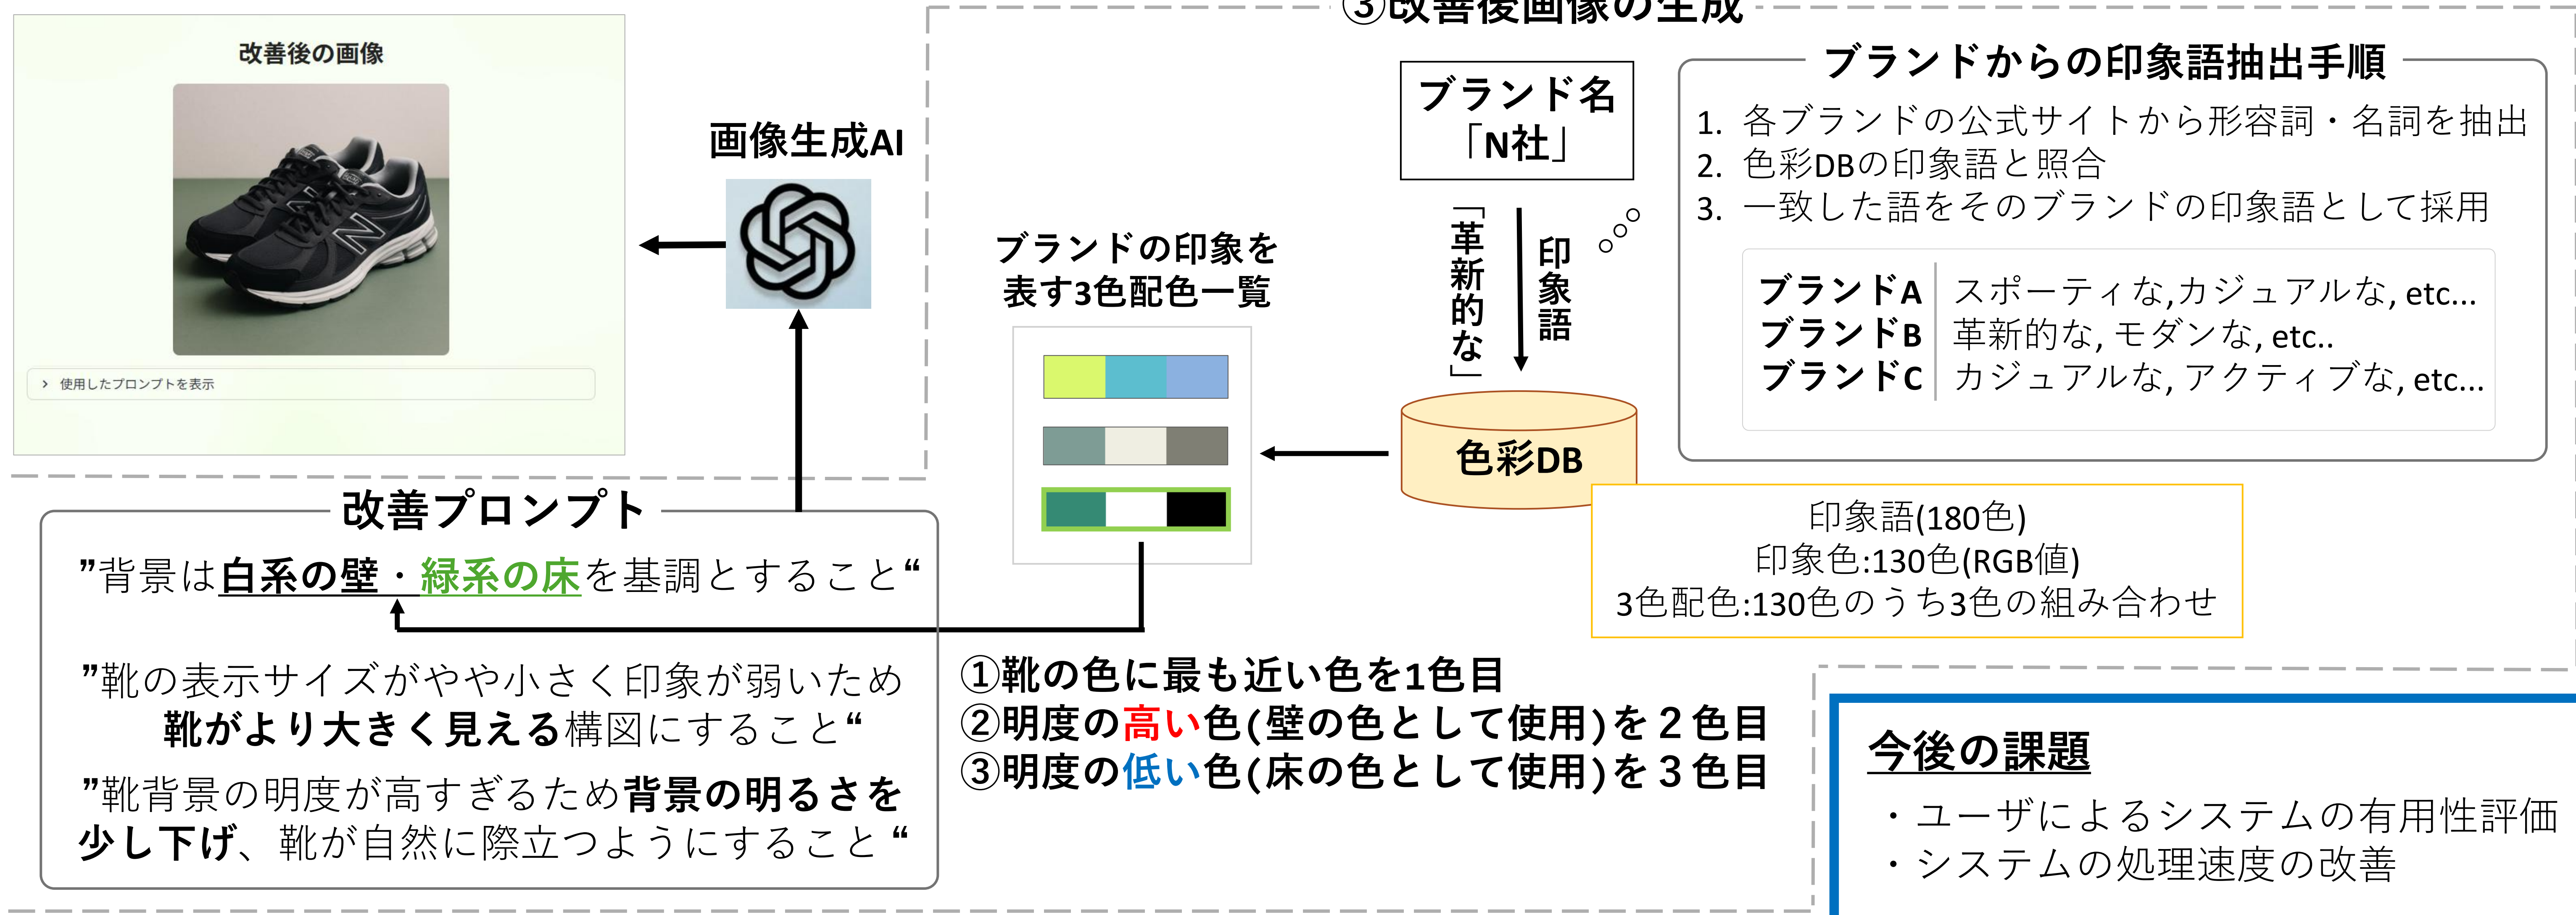 ③改善後画像の生成
改善後の画像
使用したプロンプトを表示
画像生成AI
ブランドの印象を
表す3色配色一覧
ブランド名
「N社」
「革新的な」
印象語
色彩DB
ブランドからの印象語抽出手順
1. 各ブランドの公式サイトから形容詞・名詞を抽出
2. 色彩DBの印象語と照合
3. 一致した語をそのブランドの印象語として採用
ブランドA スポーティな,カジュアルな, etc...
ブランドB 革新的な, モダンな, etc..
ブランドC カジュアルな, アクティブな, etc...
印象語(180色)
印象色:130色(RGB値)
3色配色:130色のうち3色の組み合わせ
改善プロンプト
”背景は白系の壁・緑系の床を基調とすること“
”靴の表示サイズがやや小さく印象が弱いため
靴がより大きく見える構図にすること“
”靴背景の明度が高すぎるため背景の明るさを
少し下げ、靴が自然に際立つようにすること“
①靴の色に最も近い色を1色目
②明度の高い色(壁の色として使用)を２色目
③明度の低い色(床の色として使用)を３色目
今後の課題
・ユーザによるシステムの有用性評価
・システムの処理速度の改善